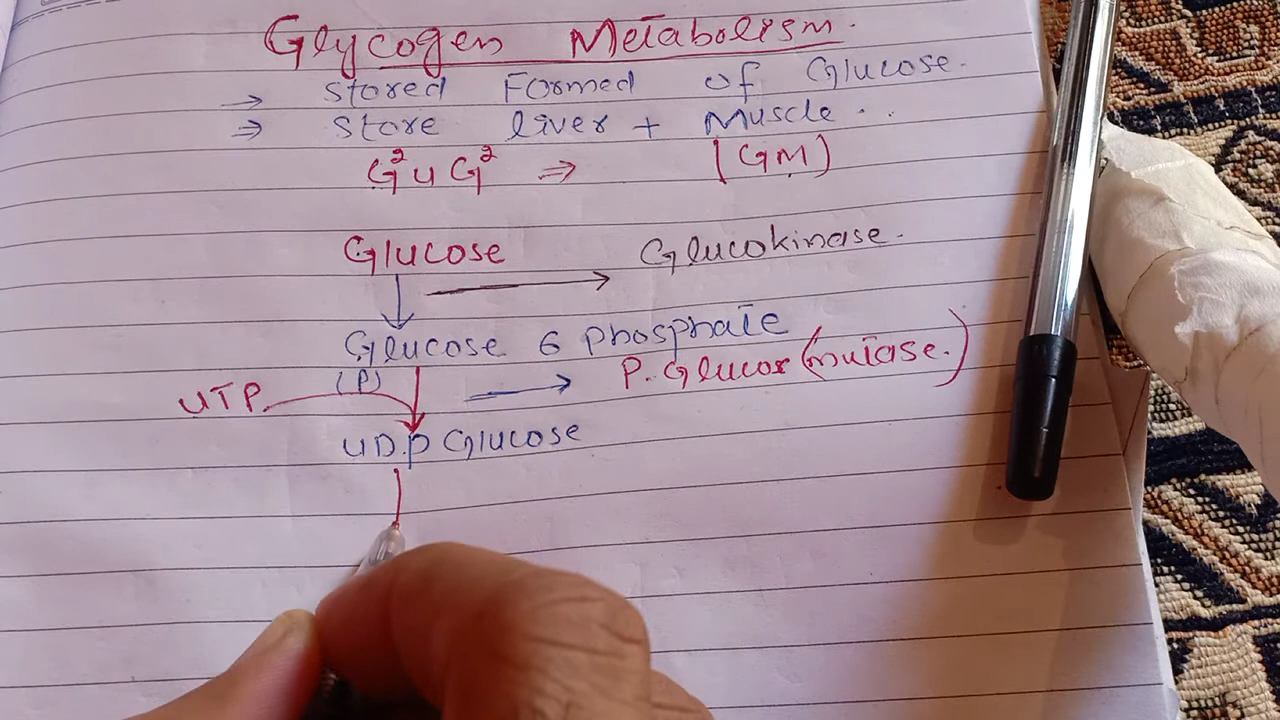 Glycogen Metabolism.
→ stored Formed of Glucose.
⇒ store liver + Muscle.
G²uG² ⇒ (GM)
Glucose → Glucokinase.
Glucose 6 phosphate
UTP (P) → P. Glucor (mutase.)
UD.P Glucose